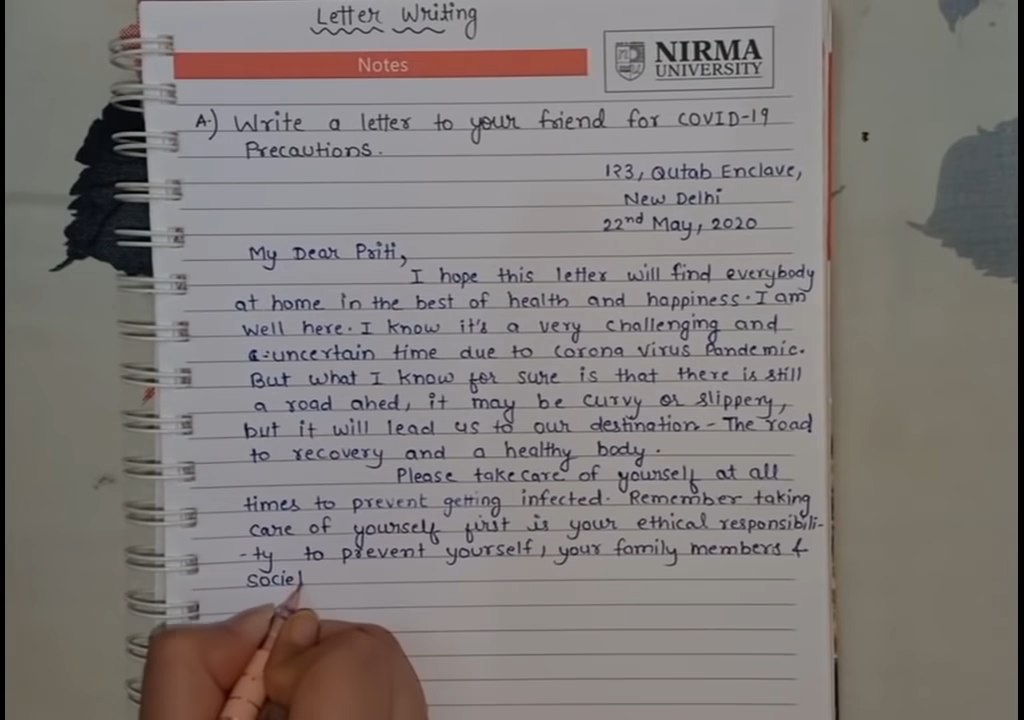 Letter Writing
Notes
NIRMA
UNIVERSITY
A.) Write a letter to your friend for COVID-19
Precautions.
123, Qutab Enclave,
New Delhi
22nd May, 2020
My Dear Priti,
I hope this letter will find everybody
at home in the best of health and happiness. I am
well here. I know it's a very challenging and
uncertain time due to Corona Virus Pandemic.
But what I know for sure is that there is still
a road ahed, it may be curvy or slippery,
but it will lead us to our destination - The road
to recovery and a healthy body.
Please take care of yourself at all
times to prevent getting infected. Remember taking
care of yourself first is your ethical responsibili-
-ty to prevent yourself, your family members &
societ